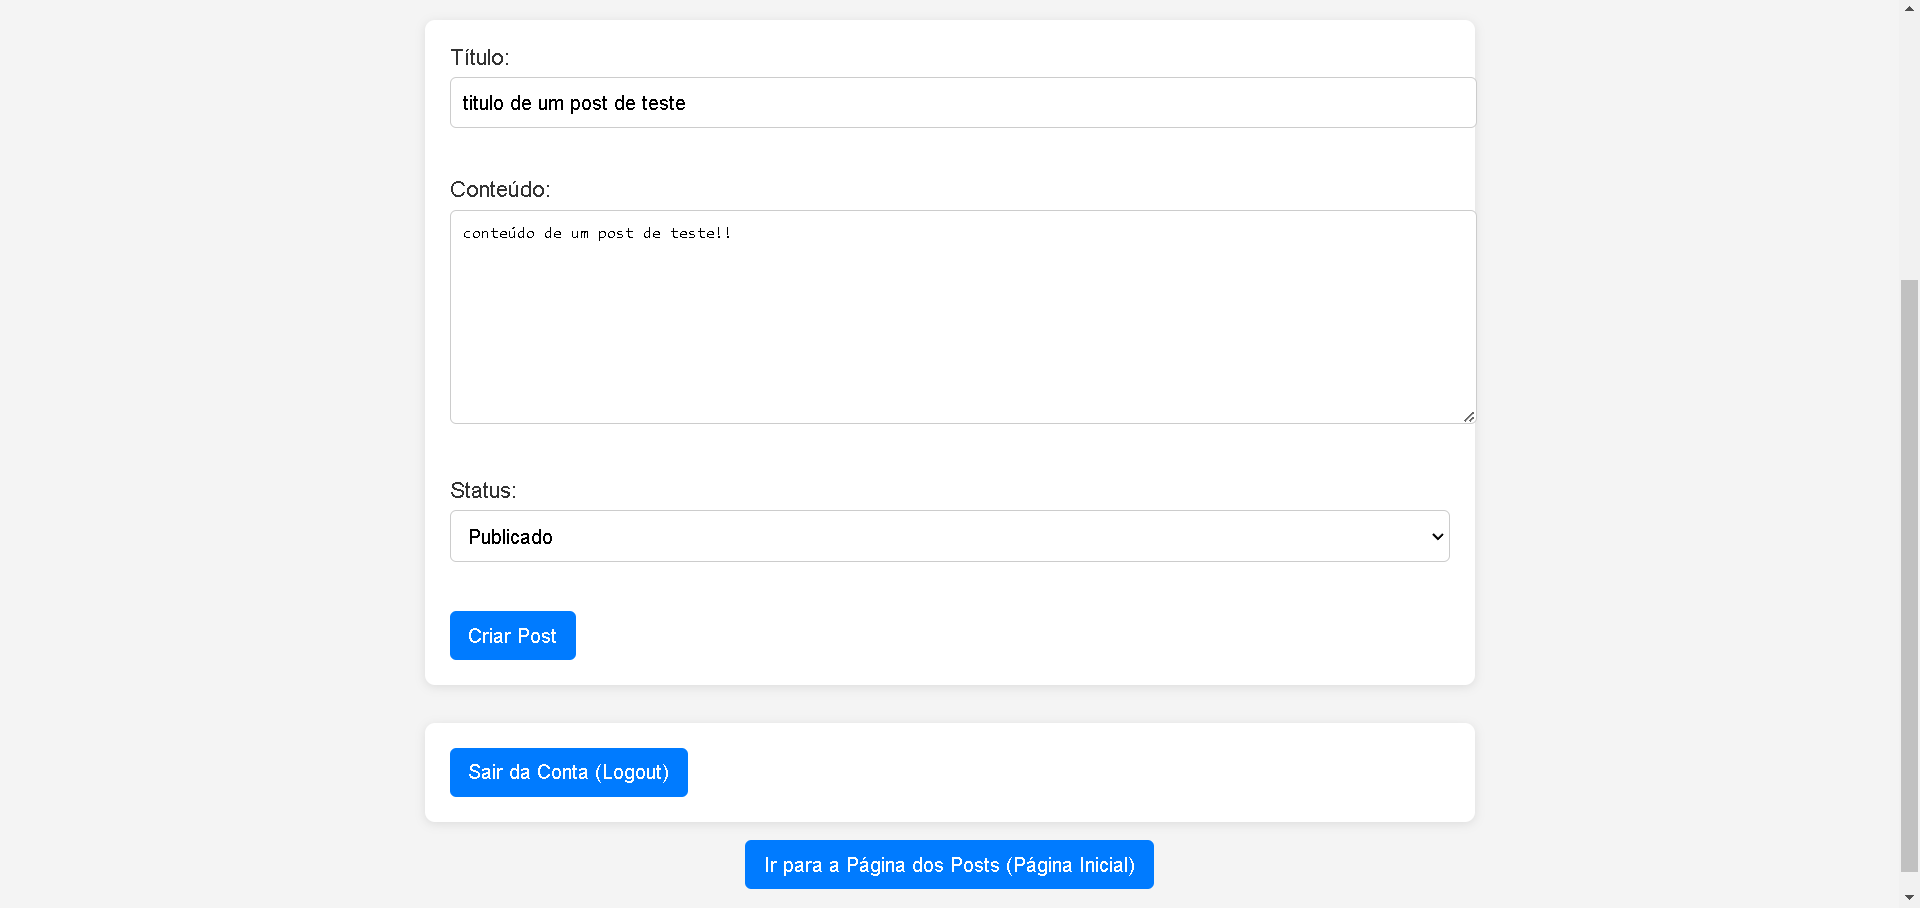 Título:
titulo de um post de teste
Conteúdo:
conteúdo de um post de teste!!
Status:
Publicado
Criar Post
Sair da Conta (Logout)
Ir para a Página dos Posts (Página Inicial)